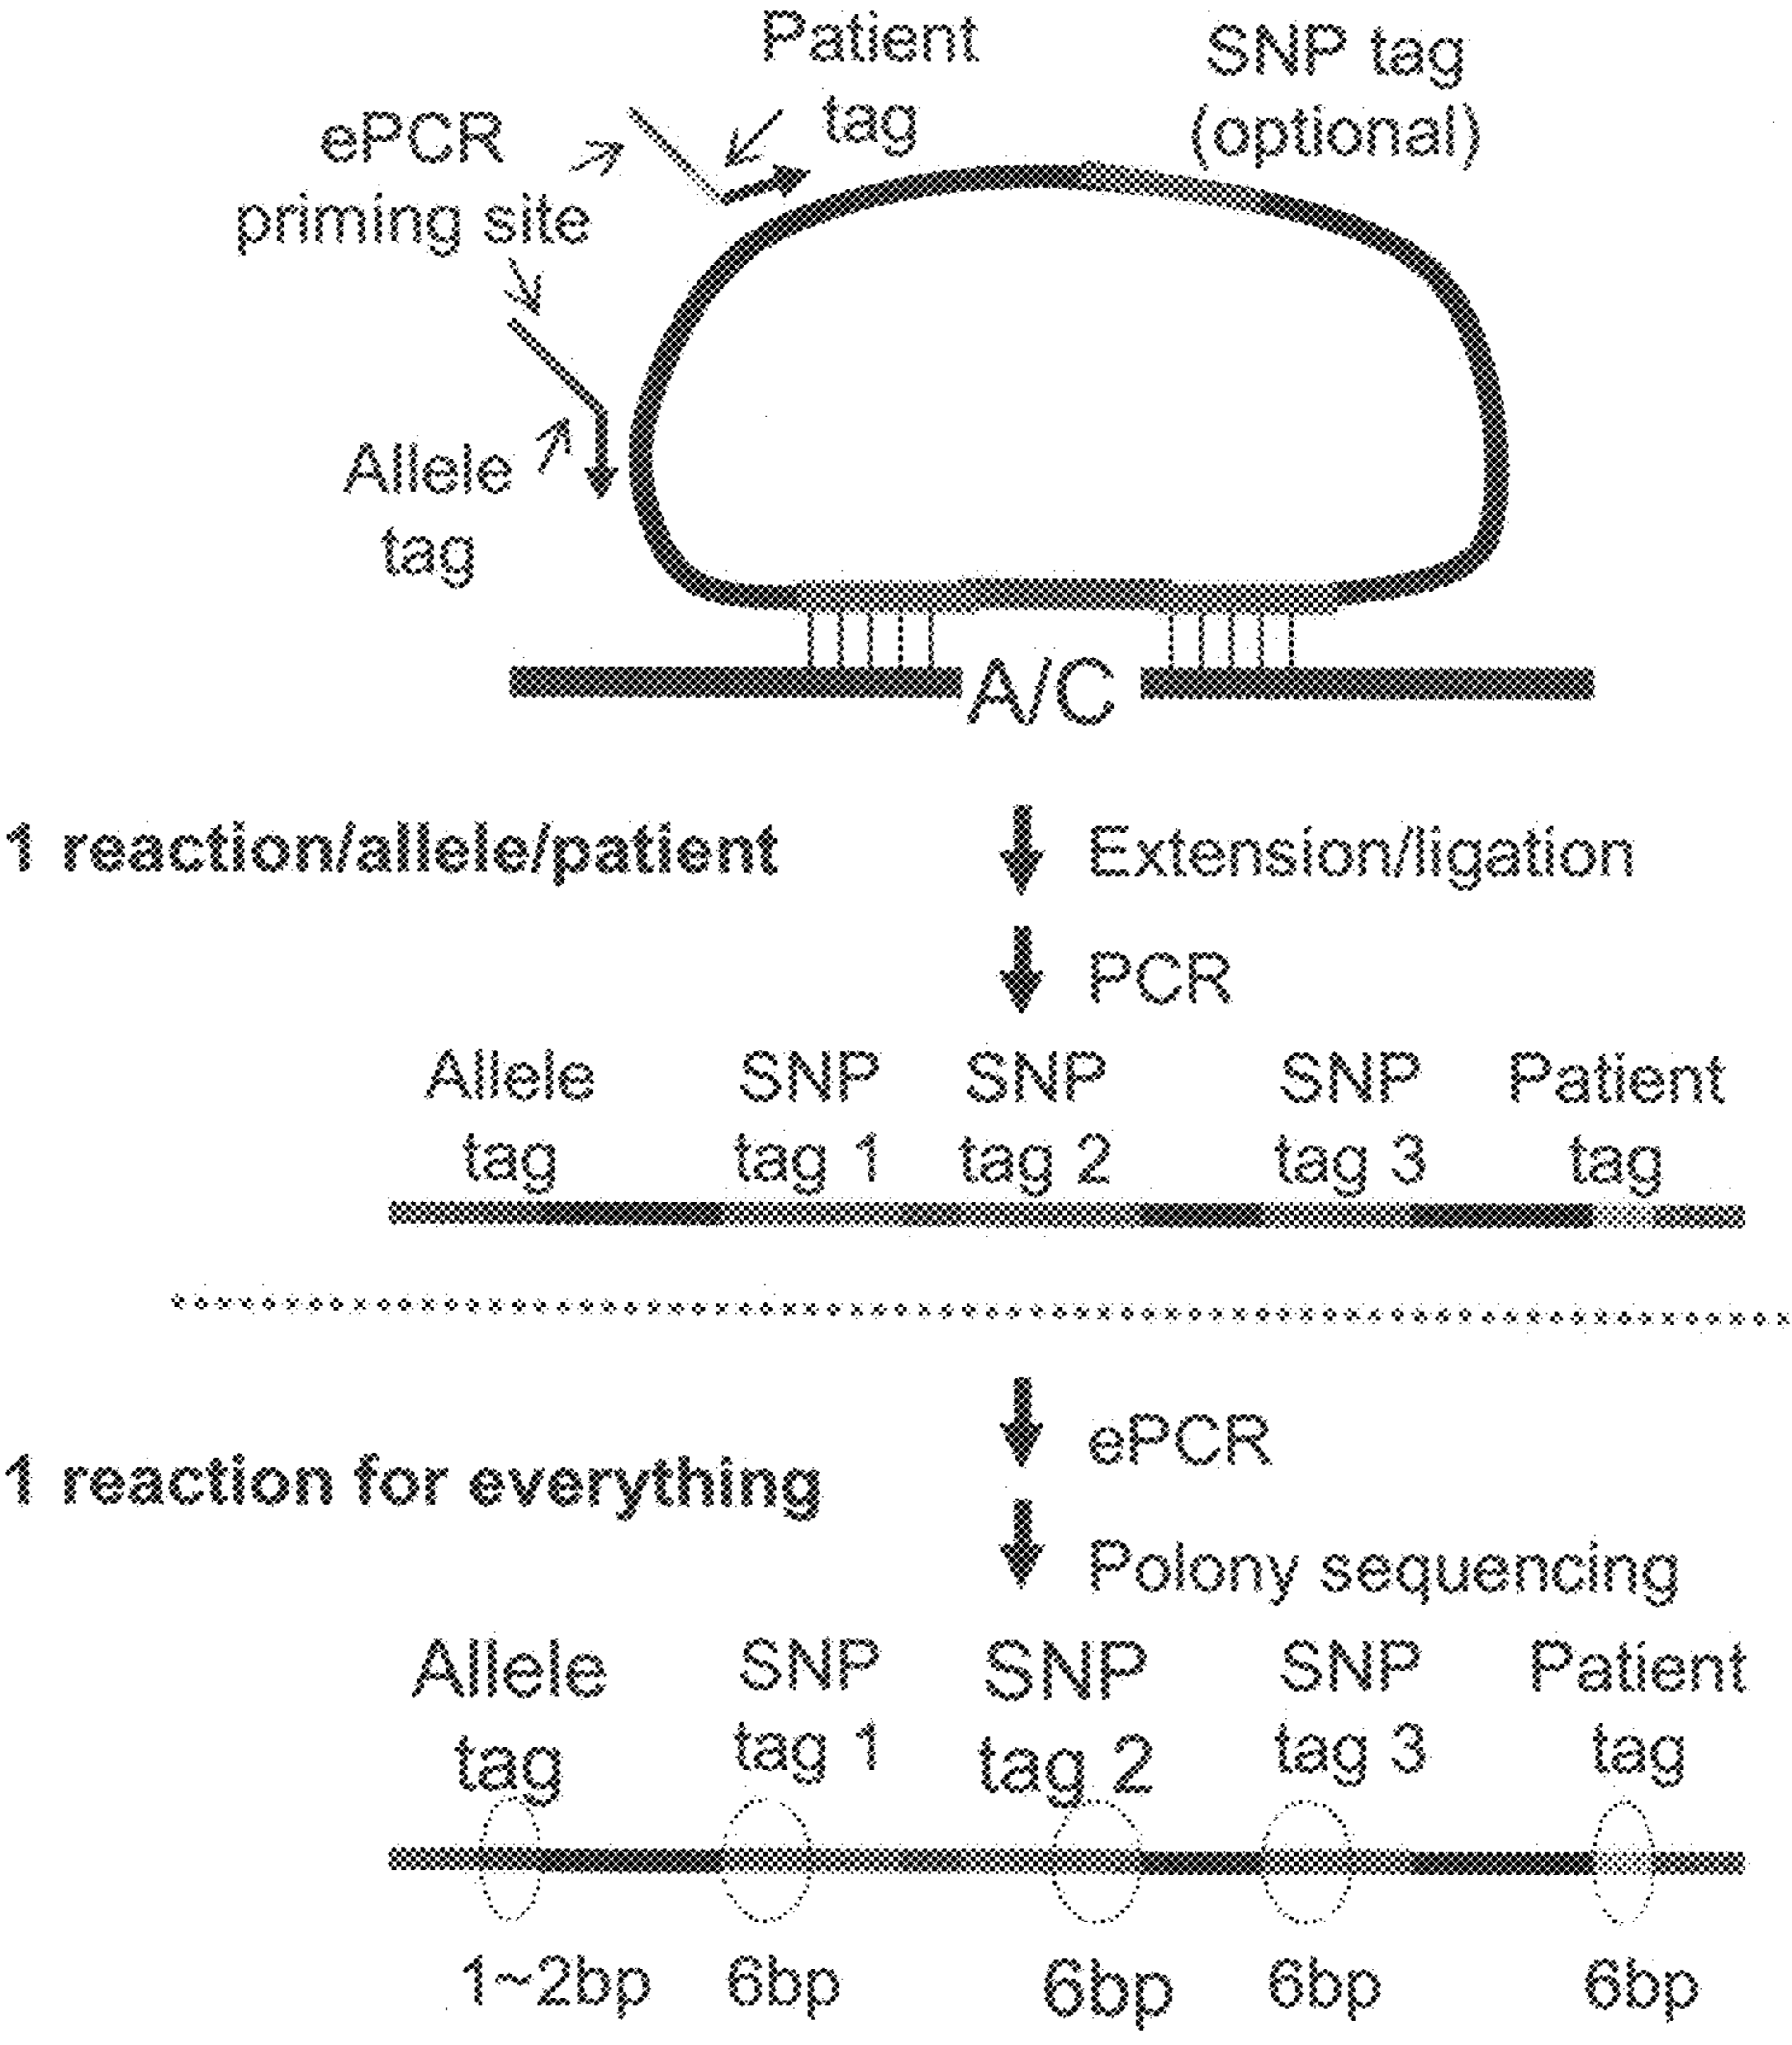 Patient
tag
SNP tag
(optional)
ePCR
priming site
Allele
tag
A/C
1 reaction/allele/patient
Extension/ligation
PCR
Allele
tag
SNP
tag 1
SNP
tag 2
SNP
tag 3
Patient
tag
1 reaction for everything
ePCR
Polony sequencing
Allele
tag
SNP
tag 1
SNP
tag 2
SNP
tag 3
Patient
tag
1~2bp
6bp
6bp
6bp
6bp